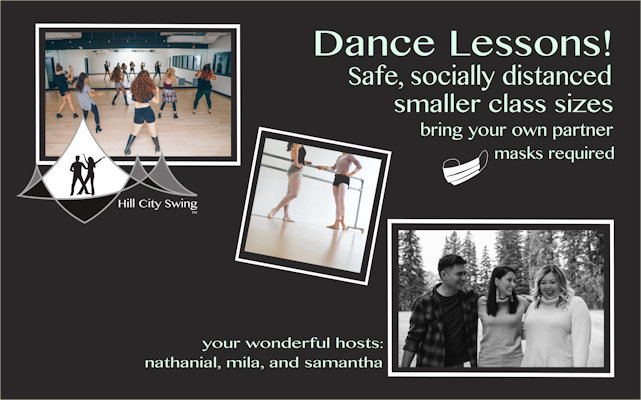 Dance Lessons!
Safe, socially distanced
smaller class sizes
bring your own partner
masks required
Hill City Swing
TM
your wonderful hosts:
nathanial, mila, and samantha